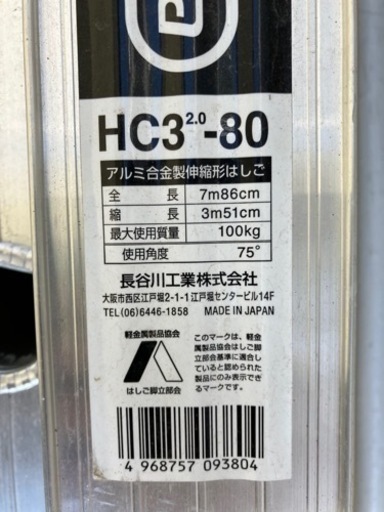 HC3 2.0-80
アルミ合金製伸縮形はしご
全長 7m86cm
縮長 3m51cm
最大使用質量 100kg
使用角度 75°
長谷川工業株式会社
大阪市西区江戸堀2-1-1江戸堀センタービル14F
TEL(06)6446-1858 MADE IN JAPAN
軽金属製品協会
はしご脚立部会
このマークは、軽金
属製品協会はしご脚
立部会基準に適合し
ていると認められた
製品にのみ表示でき
るマークです。
4 968757 093804